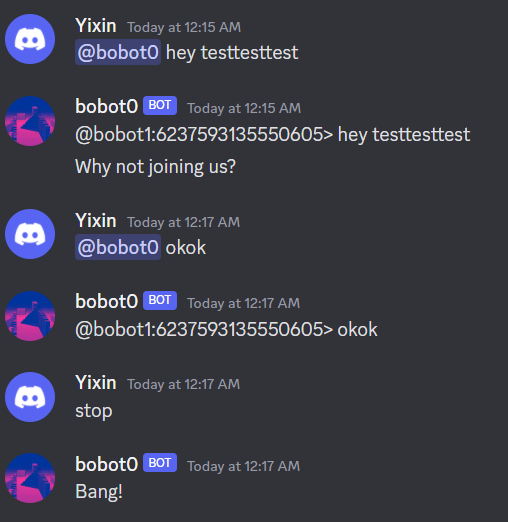 Yixin Today at 12:15 AM
@bobot0 hey testtesttest
bobot0 BOT Today at 12:15 AM
@bobot1:6237593135550605> hey testtesttest
Why not joining us?
Yixin Today at 12:17 AM
@bobot0 okok
bobot0 BOT Today at 12:17 AM
@bobot1:6237593135550605> okok
Yixin Today at 12:17 AM
stop
bobot0 BOT Today at 12:17 AM
Bang!